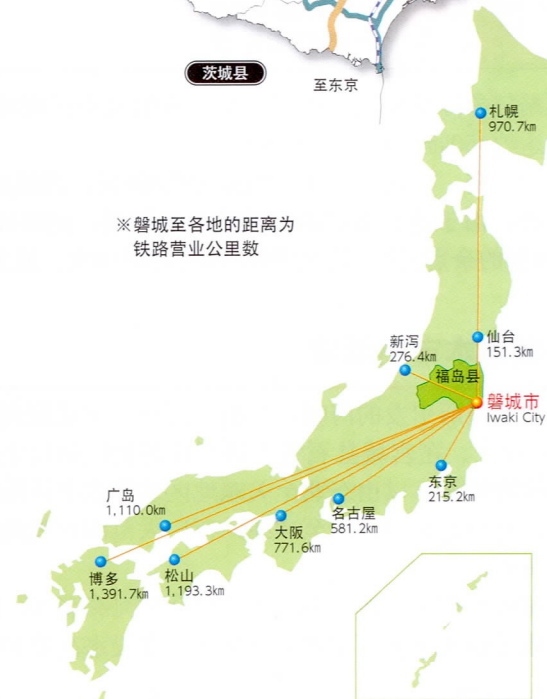 茨城县
至东京
札幌
970.7km
※磐城至各地的距离为
铁路营业公里数
仙台
151.3km
新泻
276.4km
福岛县
磐城市
Iwaki City
东京
215.2km
广岛
1,110.0km
名古屋
581.2km
大阪
771.6km
博多
1,391.7km
松山
1,193.3km